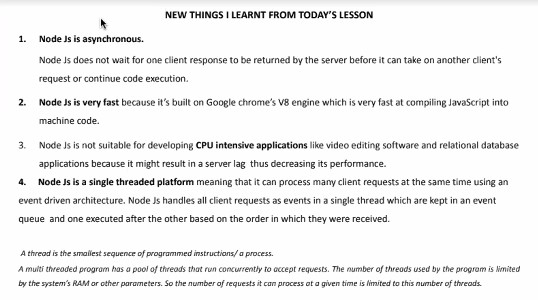 NEW THINGS I LEARNT FROM TODAY'S LESSON
1. Node Js is asynchronous.
Node Js does not wait for one client response to be returned by the server before it can take on another client's
request or continue code execution.
2. Node Js is very fast because it's built on Google chrome's V8 engine which is very fast at compiling JavaScript into
machine code.
3. Node Js is not suitable for developing CPU intensive applications like video editing software and relational database
applications because it might result in a server lag thus decreasing its performance.
4. Node Js is a single threaded platform meaning that it can process many client requests at the same time using an
event driven architecture. Node Js handles all client requests as events in a single thread which are kept in an event
queue and one executed after the other based on the order in which they were received.
A thread is the smallest sequence of programmed instructions/ a process.
A multi threaded program has a pool of threads that run concurrently to accept requests. The number of threads used by the program is limited
by the system's RAM or other parameters. So the number of requests it can process at a given time is limited to this number of threads.